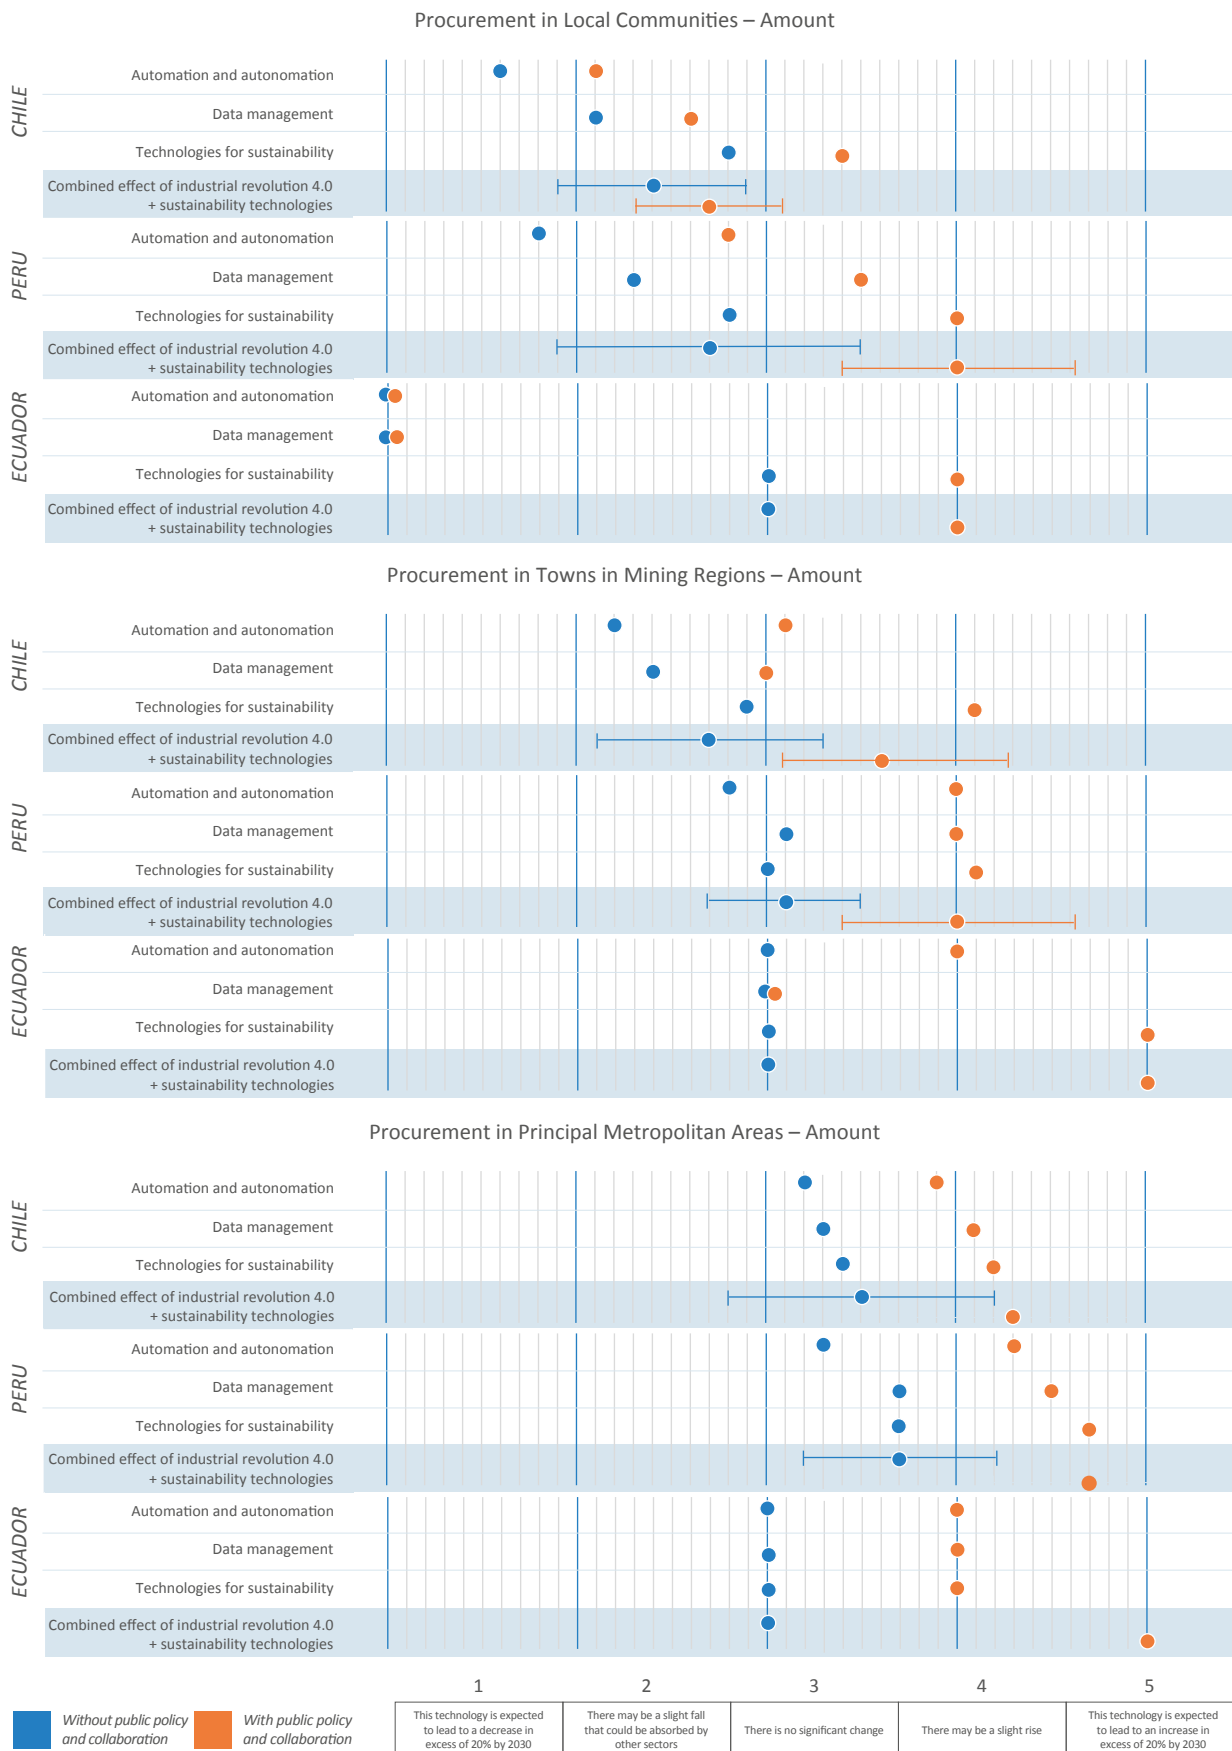 Procurement in Local Communities – Amount
CHILE
Automation and autonomation
Data management
Technologies for sustainability
Combined effect of industrial revolution 4.0
+ sustainability technologies
PERU
Automation and autonomation
Data management
Technologies for sustainability
Combined effect of industrial revolution 4.0
+ sustainability technologies
ECUADOR
Automation and autonomation
Data management
Technologies for sustainability
Combined effect of industrial revolution 4.0
+ sustainability technologies
Procurement in Towns in Mining Regions – Amount
CHILE
Automation and autonomation
Data management
Technologies for sustainability
Combined effect of industrial revolution 4.0
+ sustainability technologies
PERU
Automation and autonomation
Data management
Technologies for sustainability
Combined effect of industrial revolution 4.0
+ sustainability technologies
ECUADOR
Automation and autonomation
Data management
Technologies for sustainability
Combined effect of industrial revolution 4.0
+ sustainability technologies
Procurement in Principal Metropolitan Areas – Amount
CHILE
Automation and autonomation
Data management
Technologies for sustainability
Combined effect of industrial revolution 4.0
+ sustainability technologies
PERU
Automation and autonomation
Data management
Technologies for sustainability
Combined effect of industrial revolution 4.0
+ sustainability technologies
ECUADOR
Automation and autonomation
Data management
Technologies for sustainability
Combined effect of industrial revolution 4.0
+ sustainability technologies
Without public policy
and collaboration
With public policy
and collaboration
1
This technology is expected
to lead to a decrease in
excess of 20% by 2030
2
There may be a slight fall
that could be absorbed by
other sectors
3
There is no significant change
4
There may be a slight rise
5
This technology is expected
to lead to an increase in
excess of 20% by 2030